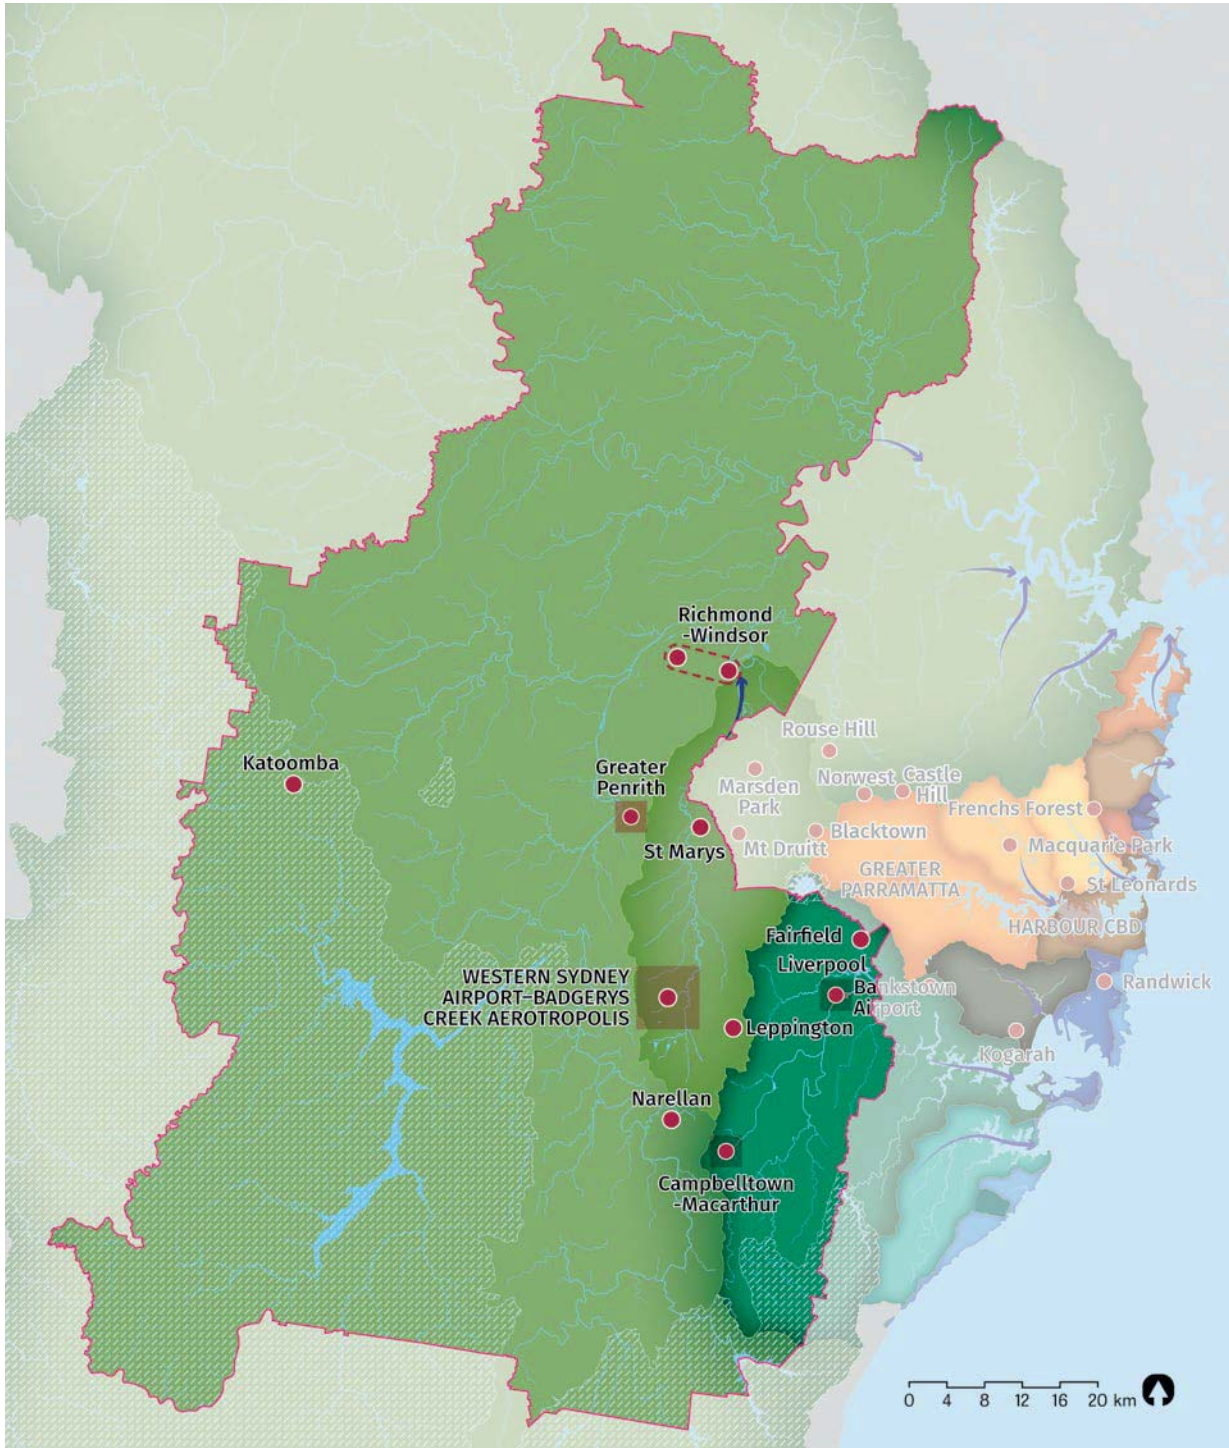 Richmond
-Windsor
Rouse Hill
Katoomba
Greater
Penrith
Marsden
Park
Norwest
Castle
Hill
Frenchs Forest
St Marys
Mt Druitt
Blacktown
Macquarie Park
GREATER
PARRAMATTA
St Leonards
HARBOUR CBD
Fairfield
Liverpool
WESTERN SYDNEY
AIRPORT–BADGERYS
CREEK AEROTROPOLIS
Bankstown
Airport
Randwick
Leppington
Kogarah
Narellan
Campbelltown
-Macarthur
0 4 8 12 16 20 km